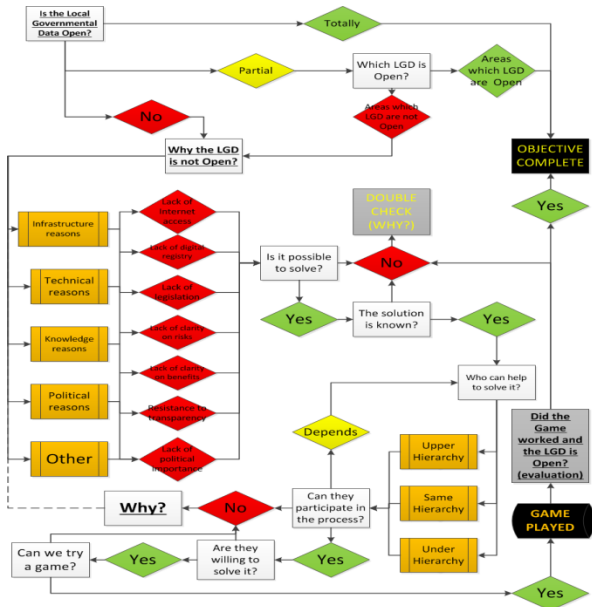 Is the Local
Governmental
Data Open?
Totally
Partial
Which LGD is
Open?
Areas
which LGD
are Open
No
Areas which
LGD are not
Open
Why the LGD
is not Open?
OBJECTIVE
COMPLETE
Yes
Infrastructure
reasons
Technical
reasons
Knowledge
reasons
Political
reasons
Other
Lack of
Internet
access
Lack of digital
registry
Lack of
legislation
Lack of clarity
on risks
Lack of clarity
on benefits
Resistance to
transparency
Lack of
political
importance
DOUBLE
CHECK
(WHY?)
Is it possible
to solve?
No
Yes
The solution
is known?
Yes
Who can help
to solve it?
Depends
Upper
Hierarchy
Same
Hierarchy
Under
Hierarchy
Did the
Game
worked and
the LGD is
Open?
(evaluation)
GAME
PLAYED
Why?
No
Can they
participate in
the process?
Can we try
a game?
Yes
Are they
willing to
solve it?
Yes
Yes